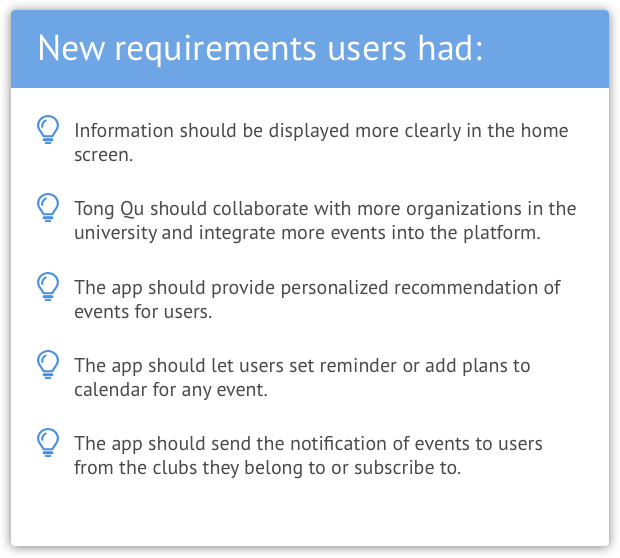 New requirements users had:
Information should be displayed more clearly in the home
screen.
Tong Qu should collaborate with more organizations in the
university and integrate more events into the platform.
The app should provide personalized recommendation of
events for users.
The app should let users set reminder or add plans to
calendar for any event.
The app should send the notification of events to users
from the clubs they belong to or subscribe to.